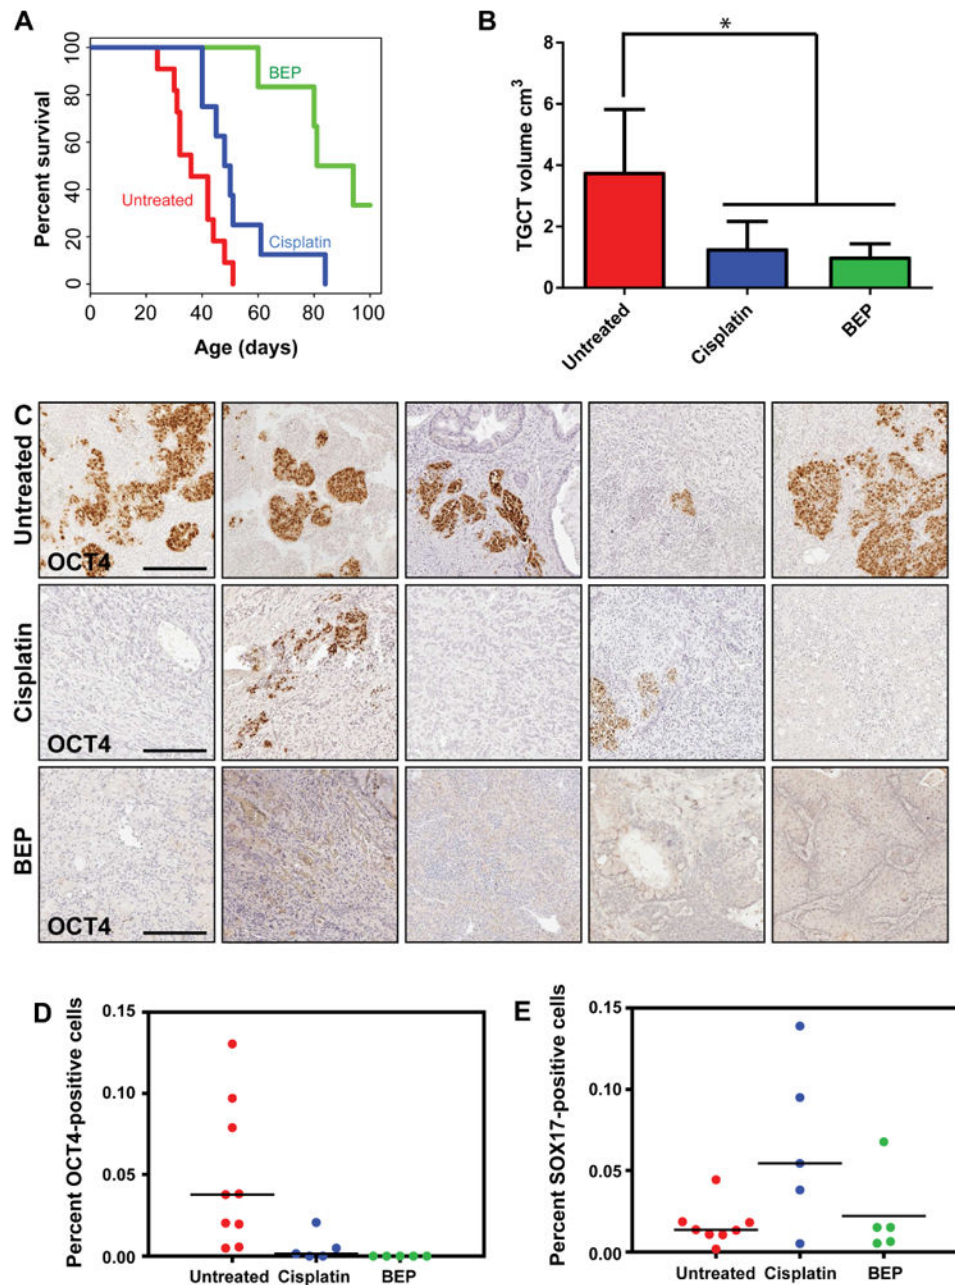 A
Percent survival
100
80
60
40
20
0
BEP
Untreated
Cisplatin
0 20 40 60 80 100
Age (days)
B
*
TGCT volume cm³
8
6
4
2
0
Untreated
Cisplatin
BEP
C
Untreated
OCT4
Cisplatin
OCT4
BEP
OCT4
D
Percent OCT4-positive cells
0.15
0.10
0.05
0.00
Untreated Cisplatin BEP
E
Percent SOX17-positive cells
0.15
0.10
0.05
0.00
Untreated Cisplatin BEP